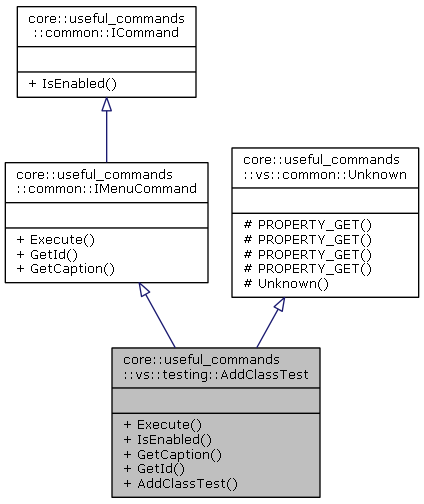 core::useful_commands
::common::ICommand
+ IsEnabled()
core::useful_commands
::common::IMenuCommand
+ Execute()
+ GetId()
+ GetCaption()
core::useful_commands
::vs::common::Unknown
# PROPERTY_GET()
# PROPERTY_GET()
# PROPERTY_GET()
# PROPERTY_GET()
# Unknown()
core::useful_commands
::vs::testing::AddClassTest
+ Execute()
+ IsEnabled()
+ GetCaption()
+ GetId()
+ AddClassTest()